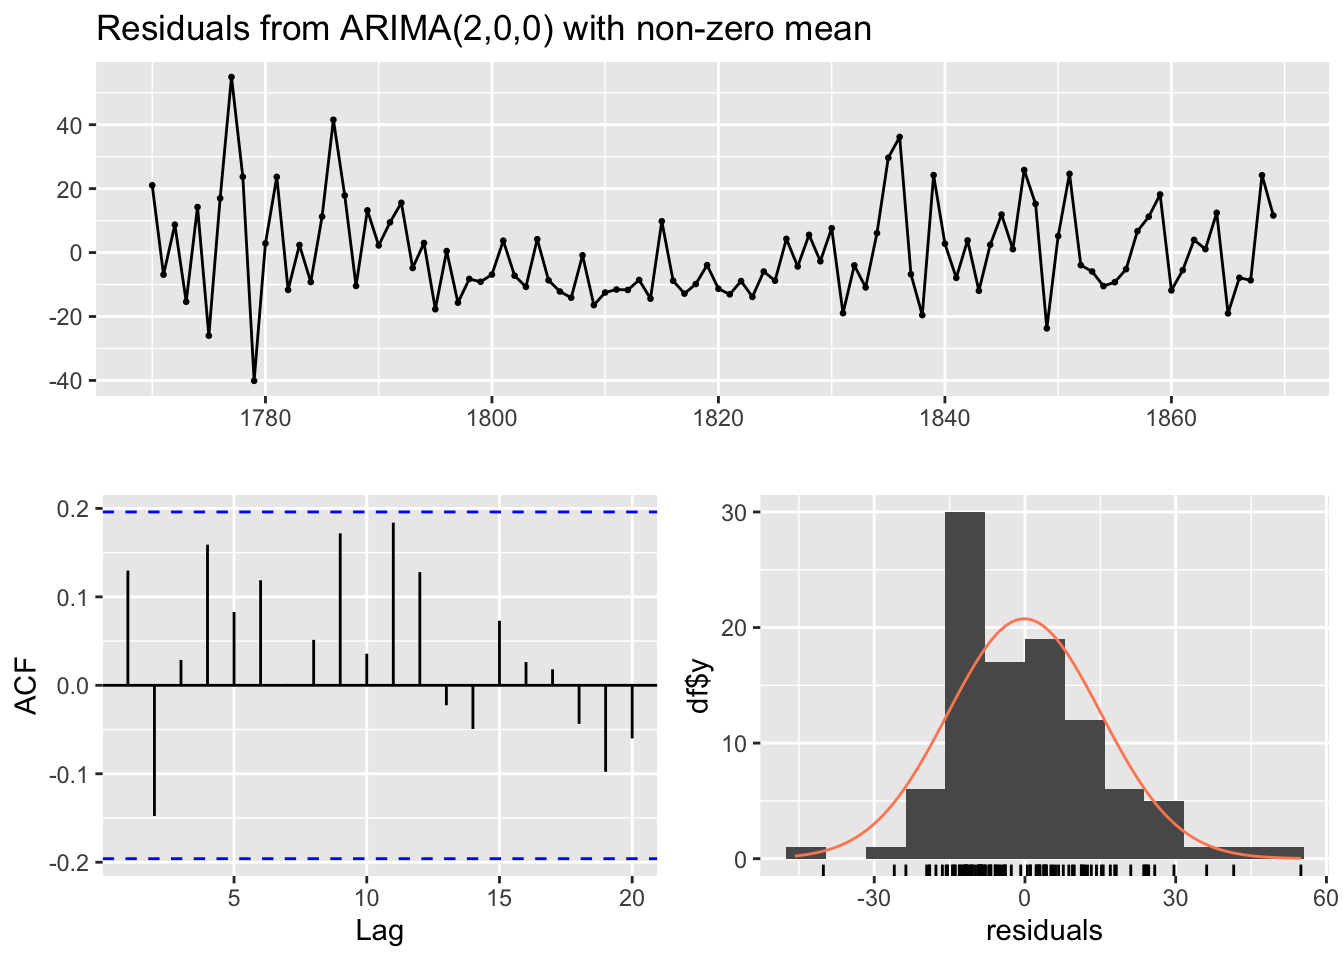 Residuals from ARIMA(2,0,0) with non-zero mean
40
20
0
-20
-40
1780 1800 1820 1840 1860
ACF
0.2
0.1
0.0
-0.1
-0.2
5 10 15 20
Lag
df$y
30
20
10
0
-30 0 30 60
residuals